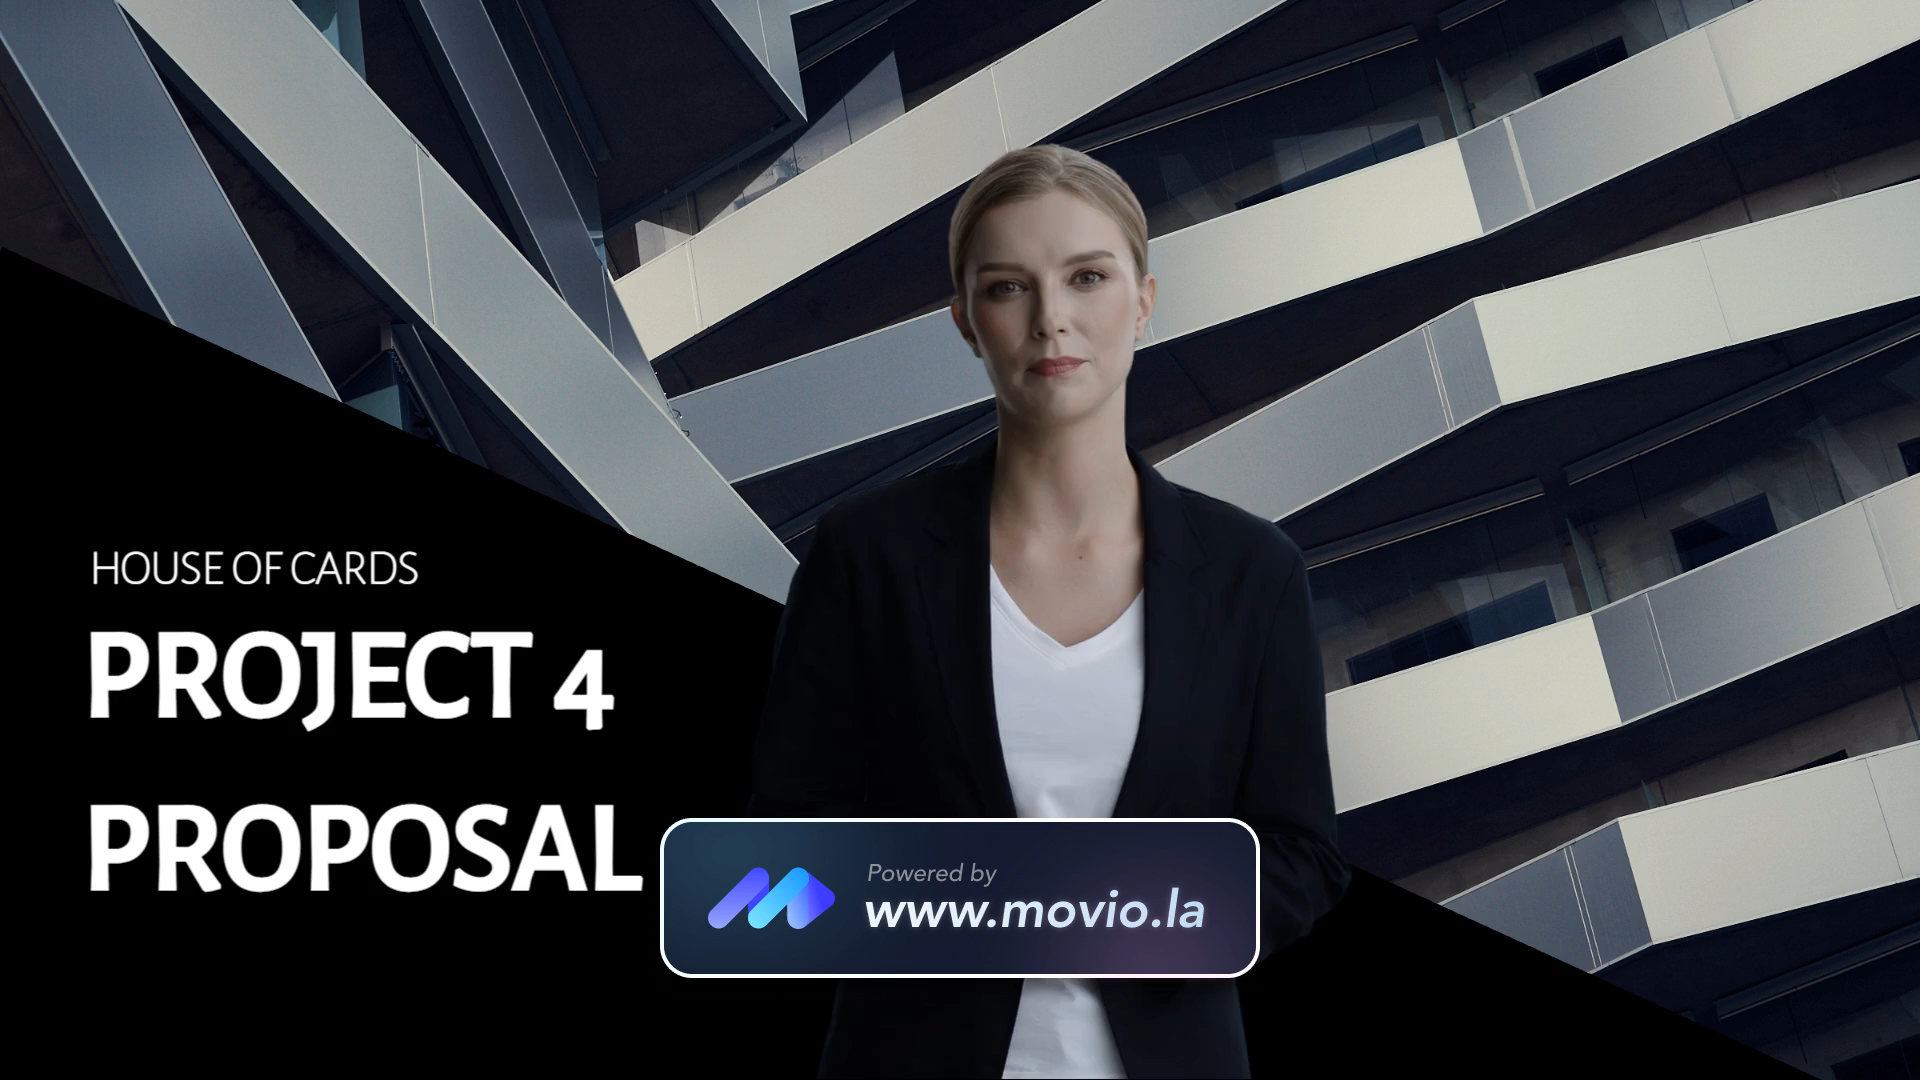 HOUSE OF CARDS
PROJECT 4
PROPOSAL
Powered by
www.movio.la